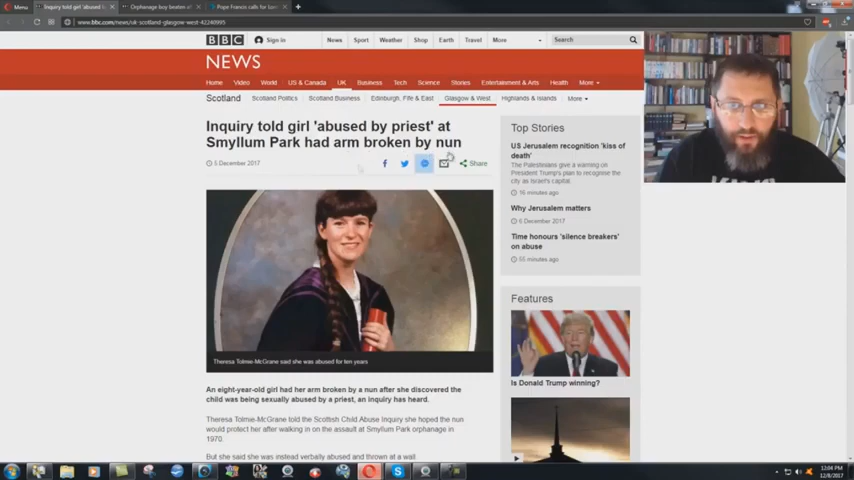 Menu
Inquiry told girl 'abused b
Orphanage boy beaten a
Pope Francis calls for ban
www.bbc.com/news/uk-scotland-glasgow-west-42240995
BBC
Sign in
News
Sport
Weather
Shop
Earth
Travel
More
Search
NEWS
Home
Video
World
US & Canada
UK
Business
Tech
Science
Stories
Entertainment & Arts
Health
More
Scotland
Scotland Politics
Scotland Business
Edinburgh, Fife & East
Glasgow & West
Highlands & Islands
More
Inquiry told girl 'abused by priest' at
Smyllum Park had arm broken by nun
5 December 2017
Share
Theresa Tolmie-McGrane said she was abused for ten years
An eight-year-old girl had her arm broken by a nun after she discovered the
child was being sexually abused by a priest, an inquiry has heard.
Theresa Tolmie-McGrane told the Scottish Child Abuse Inquiry she hoped the nun
would protect her after walking in on the assault at Smyllum Park orphanage in
1970.
But she said she was instead verbally abused and thrown at a wall
Top Stories
US Jerusalem recognition 'kiss of
death'
The Palestinians give a warning on
President Trump's plan to recognise the
city as Israel's capital.
16 minutes ago
Why Jerusalem matters
6 December 2017
Time honours 'silence breakers'
on abuse
55 minutes ago
Features
Is Donald Trump winning?
12:04 PM
12/6/2017